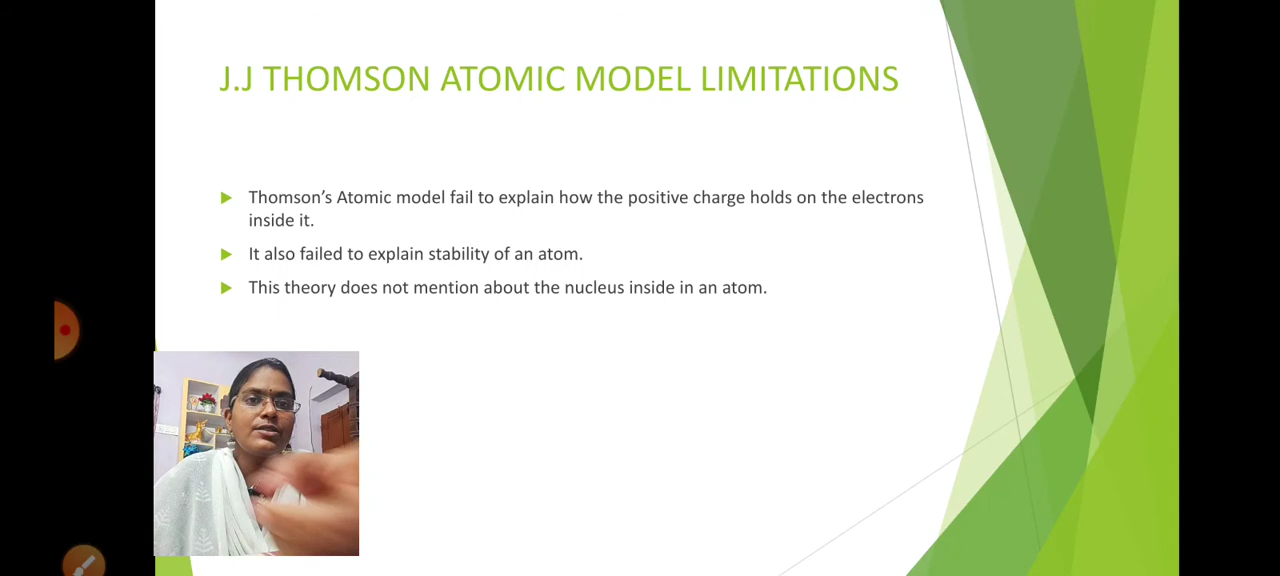 J.J THOMSON ATOMIC MODEL LIMITATIONS
Thomson’s Atomic model fail to explain how the positive charge holds on the electrons
inside it.
It also failed to explain stability of an atom.
This theory does not mention about the nucleus inside in an atom.